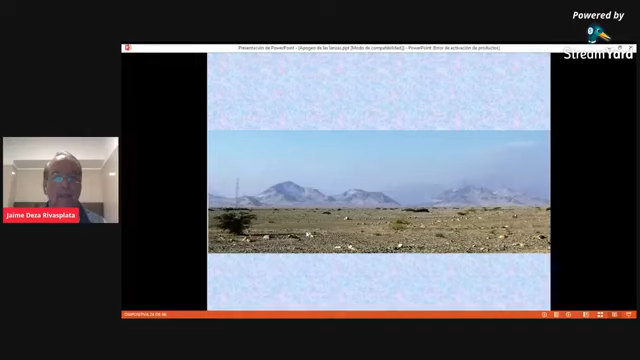 Powered by
StreamYard
Presentación de PowerPoint - [Apogeo de las lanzas.ppt [Modo de compatibilidad]] - PowerPoint (Error de activación de productos)
Jaime Deza Rivasplata